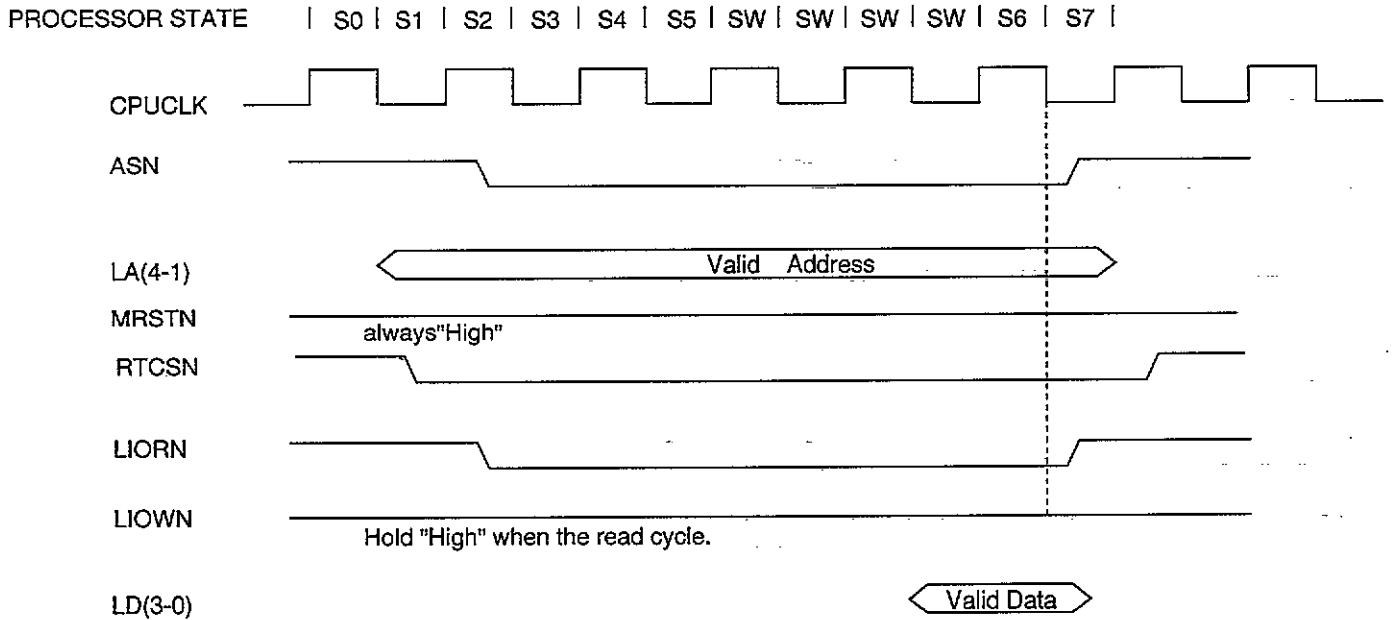 PROCESSOR STATE | S0 | S1 | S2 | S3 | S4 | S5 | SW | SW | SW | SW | S6 | S7 |
CPUCLK
ASN
LA(4-1) Valid Address
MRSTN
always"High"
RTCSN
LIORN
LIOWN
Hold "High" when the read cycle.
LD(3-0) Valid Data